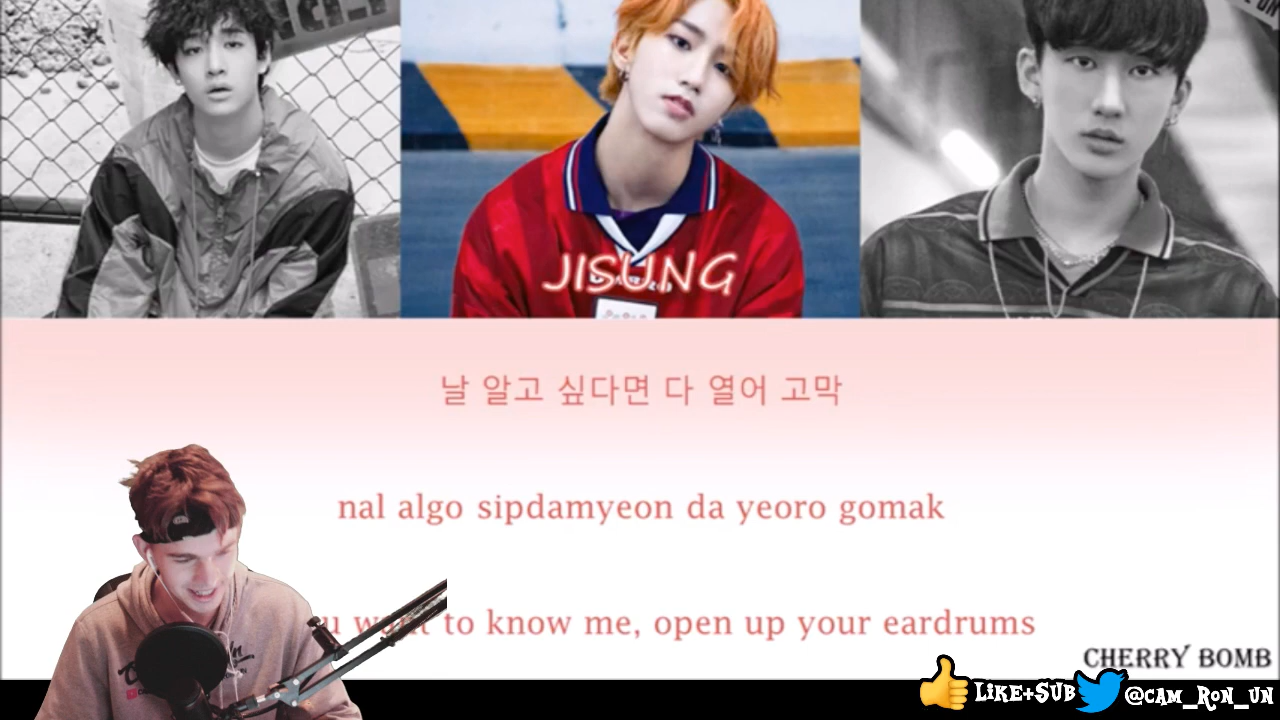 JISUNG
날 알고 싶다면 다 열어 고막
nal algo sipdamyeon da yeoro gomak
want to know me, open up your eardrums
CHERRY BOMB
LIKE+SUB
@CAM_RON_UN